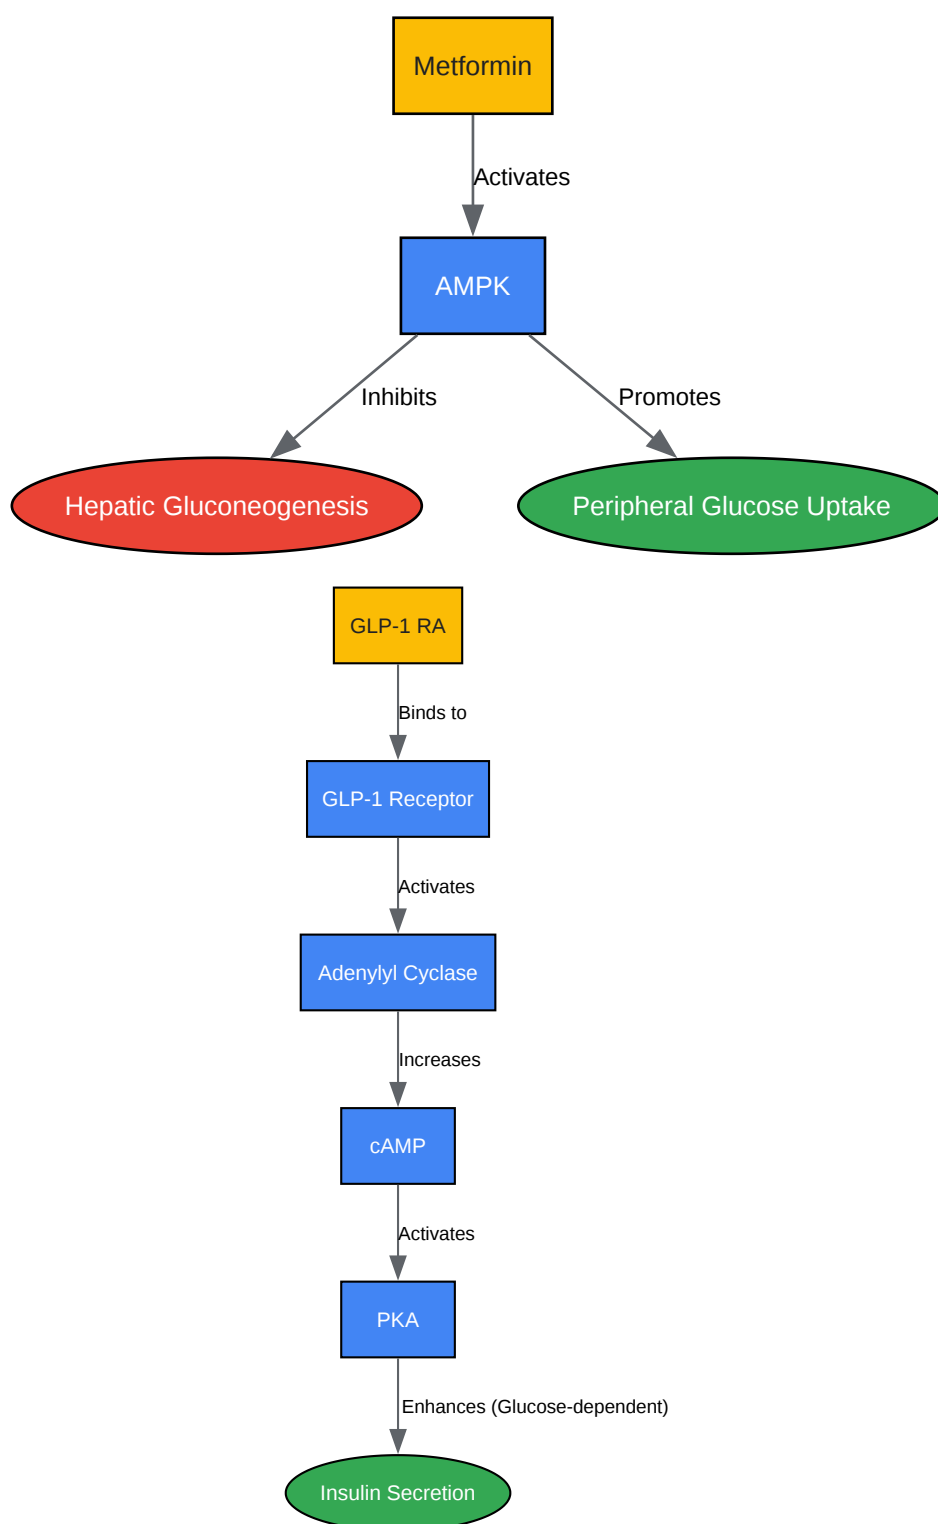 Metformin
Activates
AMPK
Inhibits
Promotes
Hepatic Gluconeogenesis
Peripheral Glucose Uptake
GLP-1 RA
Binds to
GLP-1 Receptor
Activates
Adenylyl Cyclase
Increases
cAMP
Activates
PKA
Enhances (Glucose-dependent)
Insulin Secretion